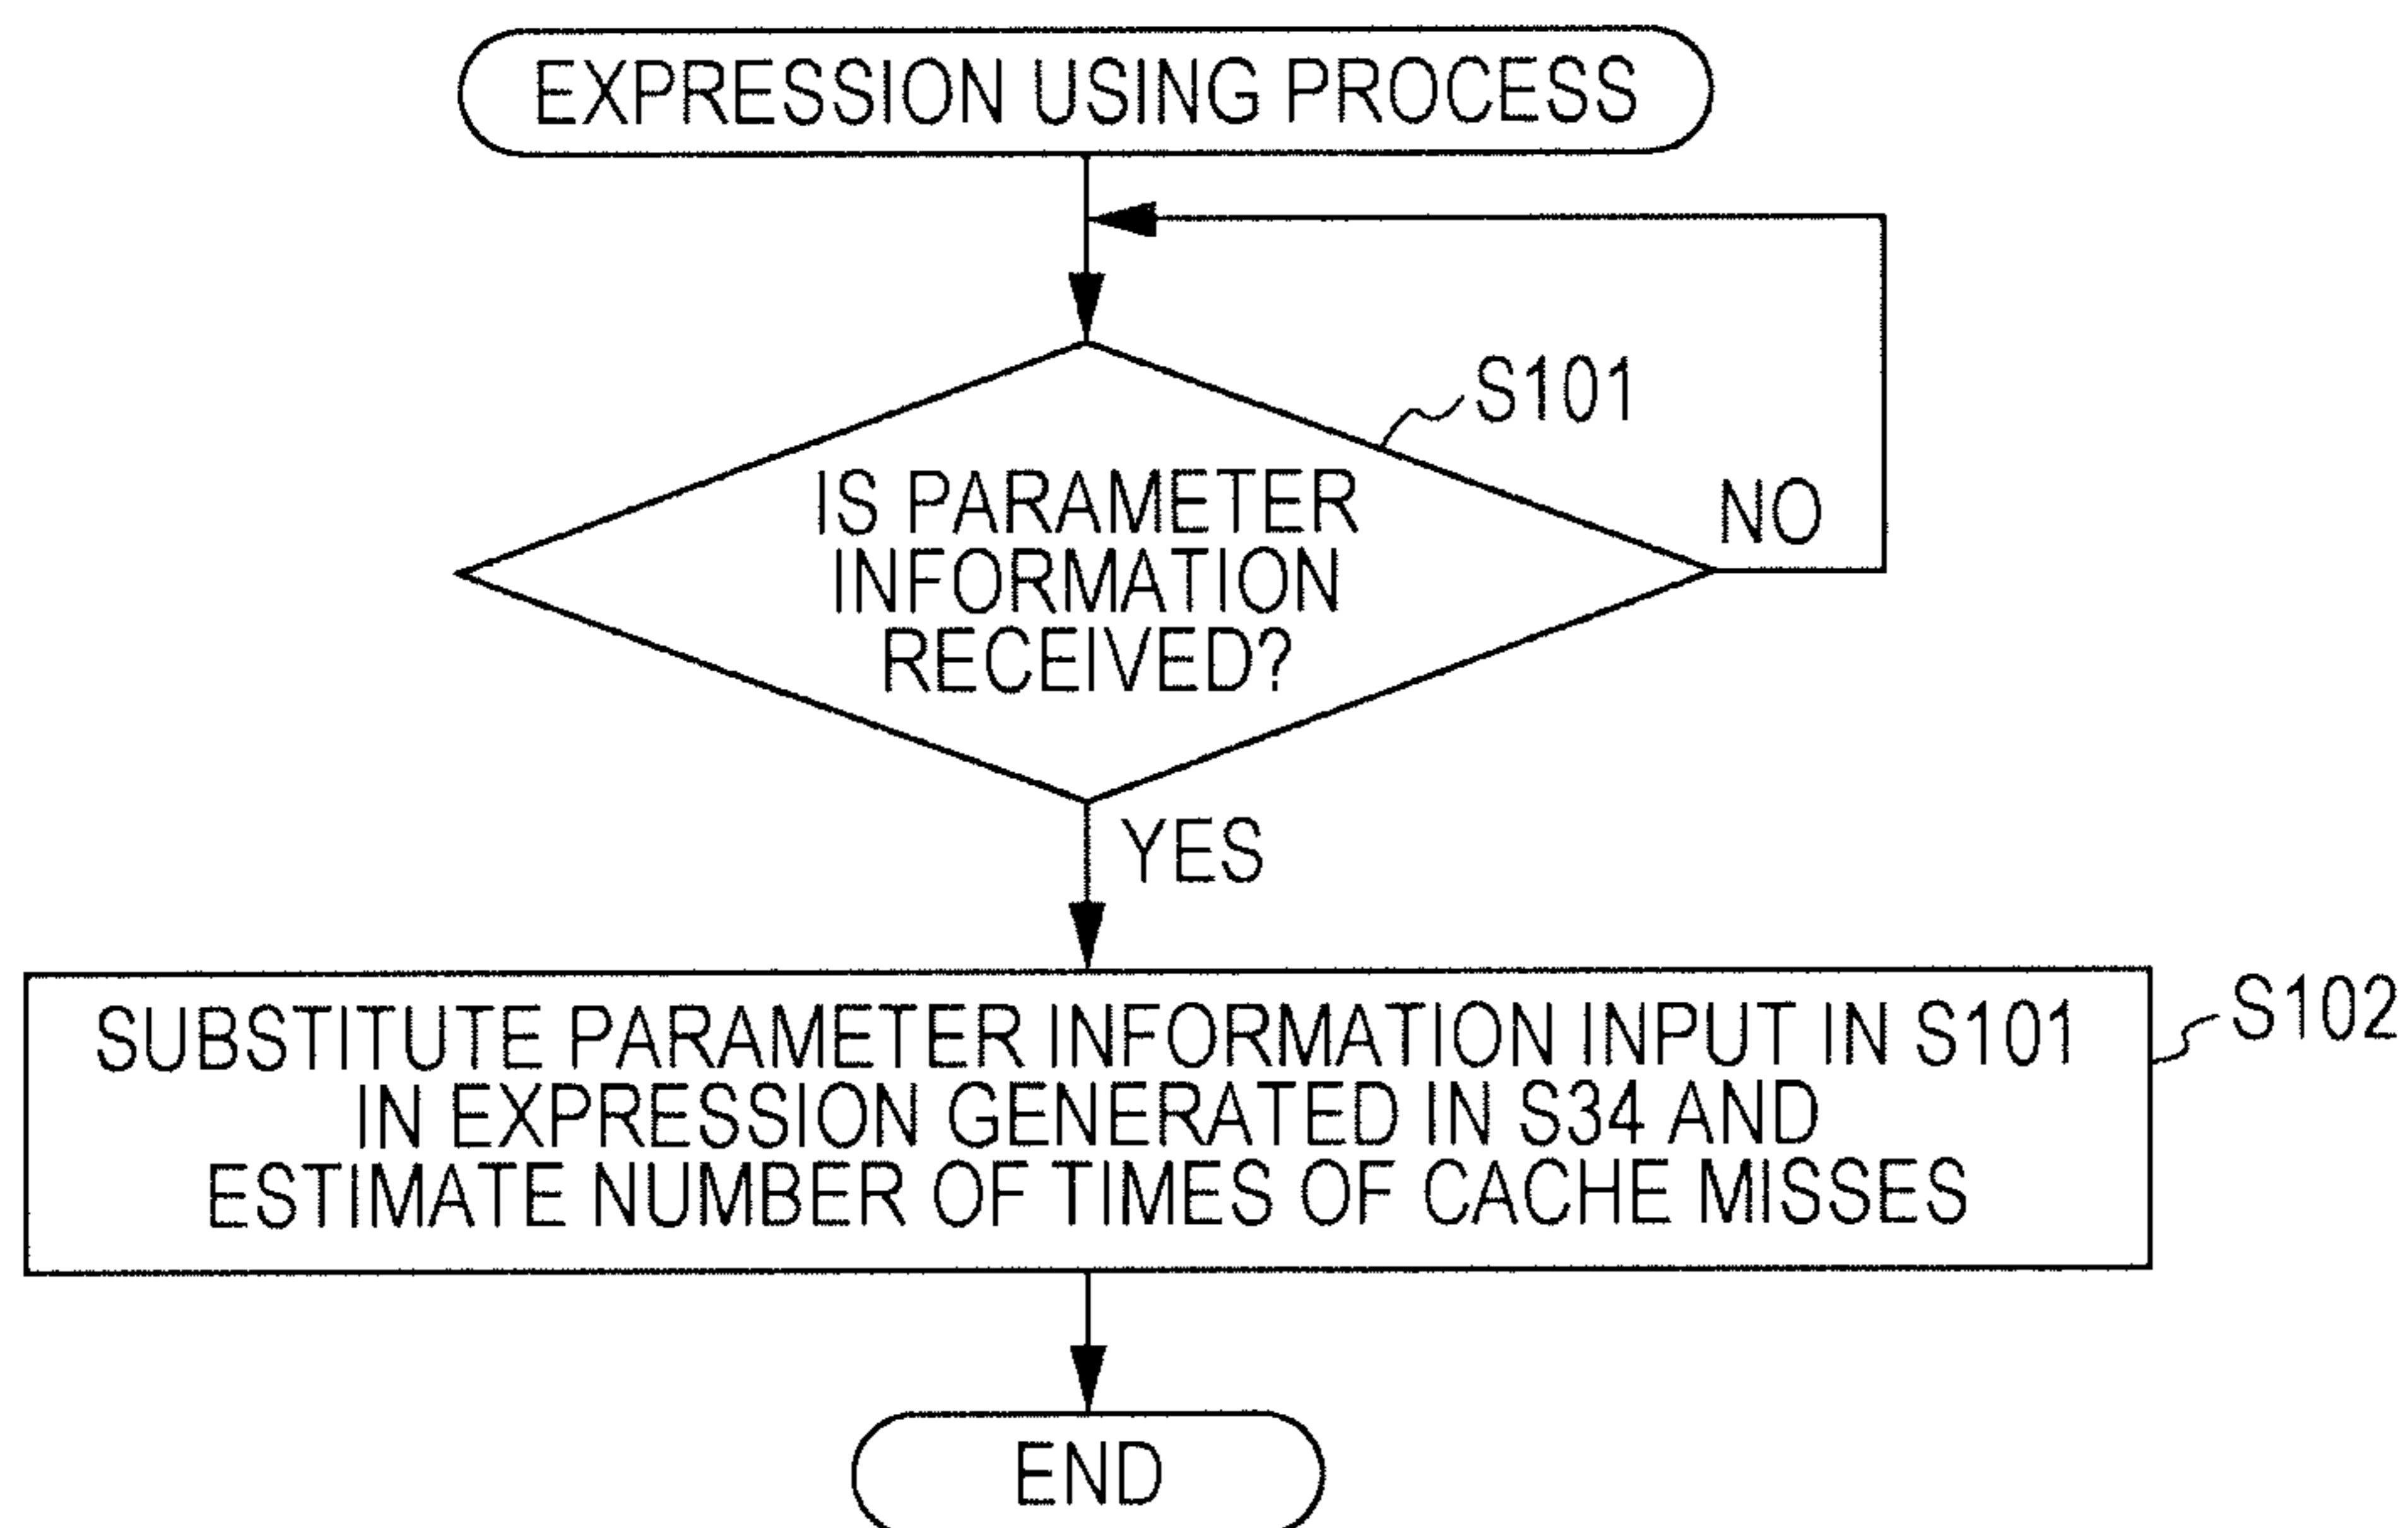 EXPRESSION USING PROCESS
S101
IS PARAMETER
INFORMATION
RECEIVED?
NO
YES
SUBSTITUTE PARAMETER INFORMATION INPUT IN S101
IN EXPRESSION GENERATED IN S34 AND
ESTIMATE NUMBER OF TIMES OF CACHE MISSES
S102
END